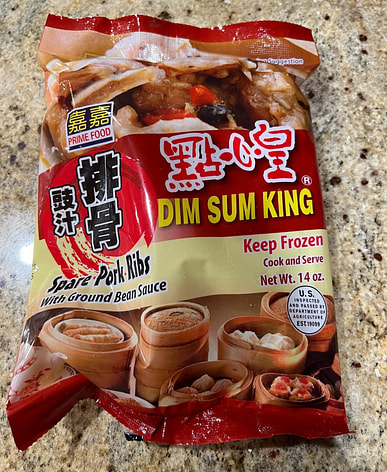 Suggestion
嘉嘉
PRIME FOOD
點心皇
®
豉汁
排骨
DIM SUM KING
Spare Pork Ribs
With Ground Bean Sauce
Keep Frozen
Cook and Serve
Net Wt. 14 oz.
U.S.
INSPECTED
AND PASSED BY
DEPARTMENT OF
AGRICULTURE
EST.19099